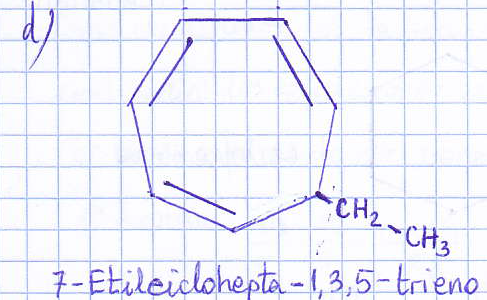 d)
CH₂
CH₃
7-Etilciclohepta-1,3,5-trieno